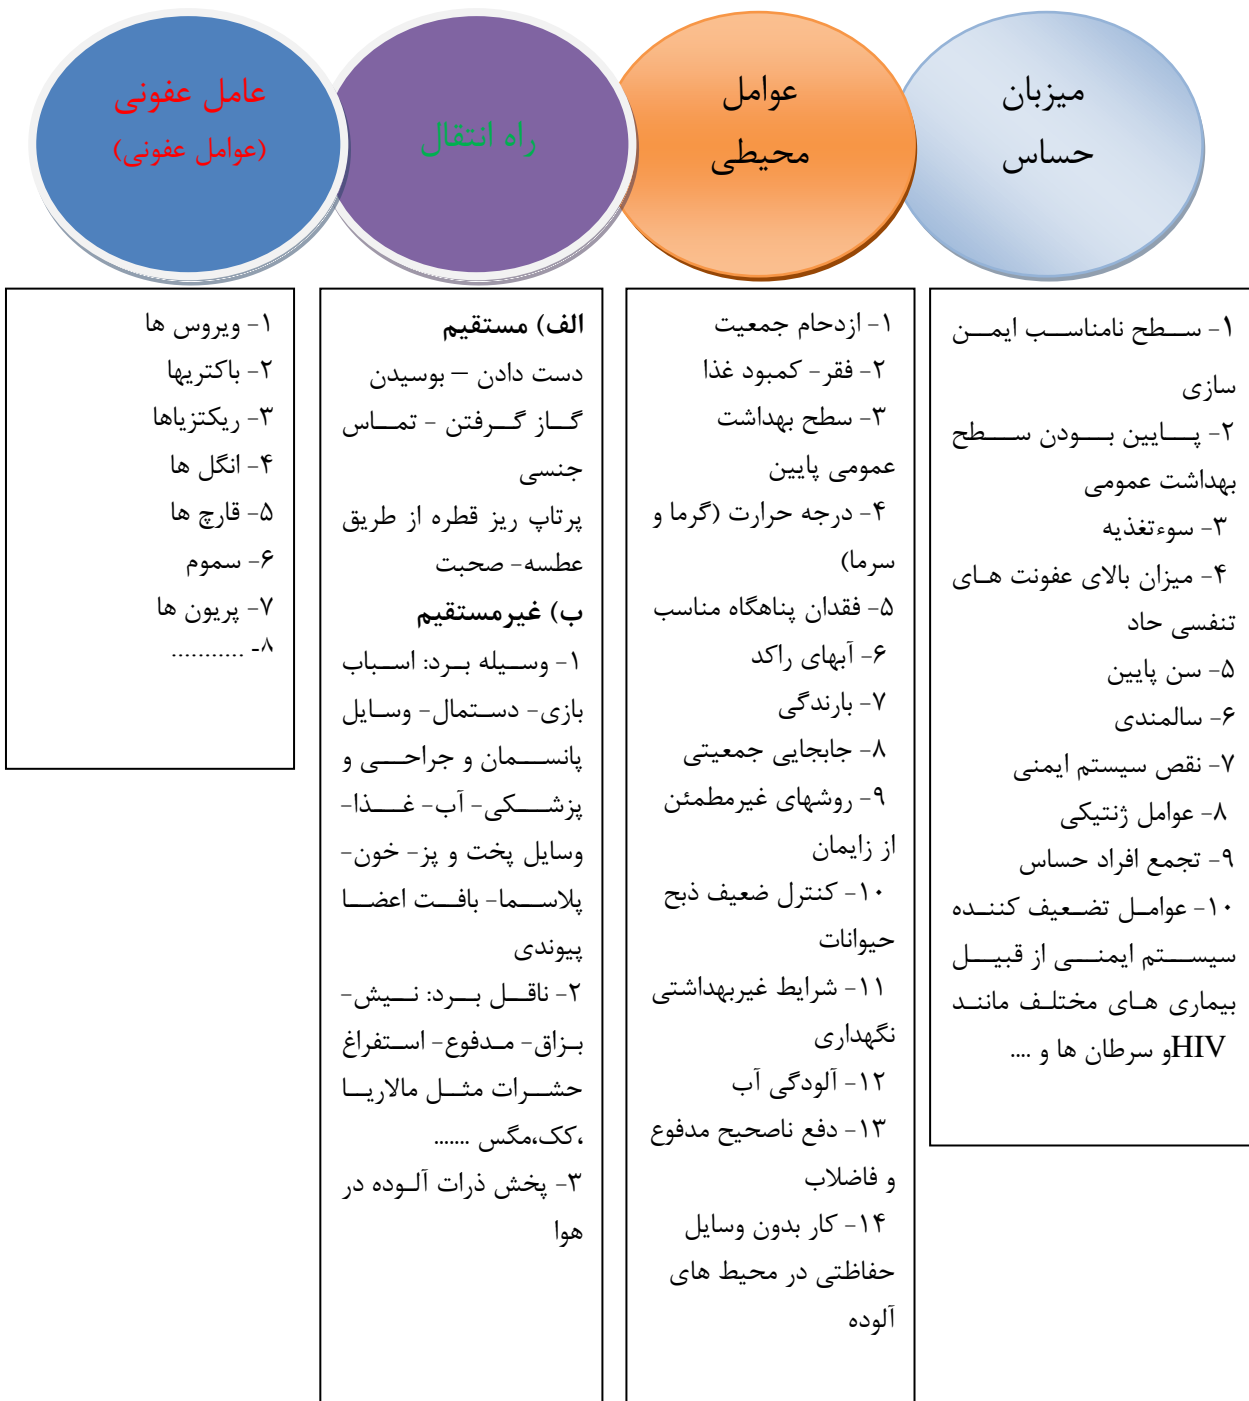 میزبان
حساس
عوامل
محیطی
راه انتقال
عامل عفونی
(عوامل عفونی)
۱- سطح نامناسب ایمن
سازی
۲- پایین بودن سطح
بهداشت عمومی
۳- سوءتغذیه
۴- میزان بالای عفونت های
تنفسی حاد
۵- سن پایین
۶- سالمندی
۷- نقص سیستم ایمنی
۸- عوامل ژنتیکی
۹- تجمع افراد حساس
۱۰- عوامل تضعیف کننده
سیستم ایمنی از قبیل
بیماری های مختلف مانند
HIVو سرطان ها و ....
۱- ازدحام جمعیت
۲- فقر- کمبود غذا
۳- سطح بهداشت
عمومی پایین
۴- درجه حرارت (گرما و
سرما)
۵- فقدان پناهگاه مناسب
۶- آبهای راکد
۷- بارندگی
۸- جابجایی جمعیتی
۹- روشهای غیرمطمئن
از زایمان
۱۰- کنترل ضعیف ذبح
حیوانات
۱۱- شرایط غیربهداشتی
نگهداری
۱۲- آلودگی آب
۱۳- دفع ناصحیح مدفوع
و فاضلاب
۱۴- کار بدون وسایل
حفاظتی در محیط های
آلوده
الف) مستقیم
دست دادن – بوسیدن
گاز گرفتن - تماس
جنسی
پرتاپ ریز قطره از طریق
عطسه- صحبت
ب) غیرمستقیم
۱- وسیله برد: اسباب
بازی- دستمال- وسایل
پانسمان و جراحی و
پزشکی- آب- غذا-
وسایل پخت و پز- خون-
پلاسما- بافت اعضا
پیوندی
۲- ناقل برد: نیش-
بزاق- مدفوع- استفراغ
حشرات مثل مالاریا
،کک،مگس .......
۳- پخش ذرات آلوده در
هوا
۱- ویروس ها
۲- باکتریها
۳- ریکتزیاها
۴- انگل ها
۵- قارچ ها
۶- سموم
۷- پریون ها
۸- ...........